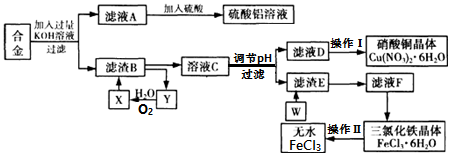 合金
加入过量
KOH溶液
过滤
滤液A
加入硫酸
硫酸铝溶液
滤渣B
X
H₂O
O₂
Y
溶液C
调节pH
过滤
滤液D
操作Ⅰ
硝酸铜晶体
Cu(NO₃)₂·6H₂O
滤渣E
W
滤液F
三氯化铁晶体
FeCl₃·6H₂O
操作Ⅱ
无水
FeCl₃